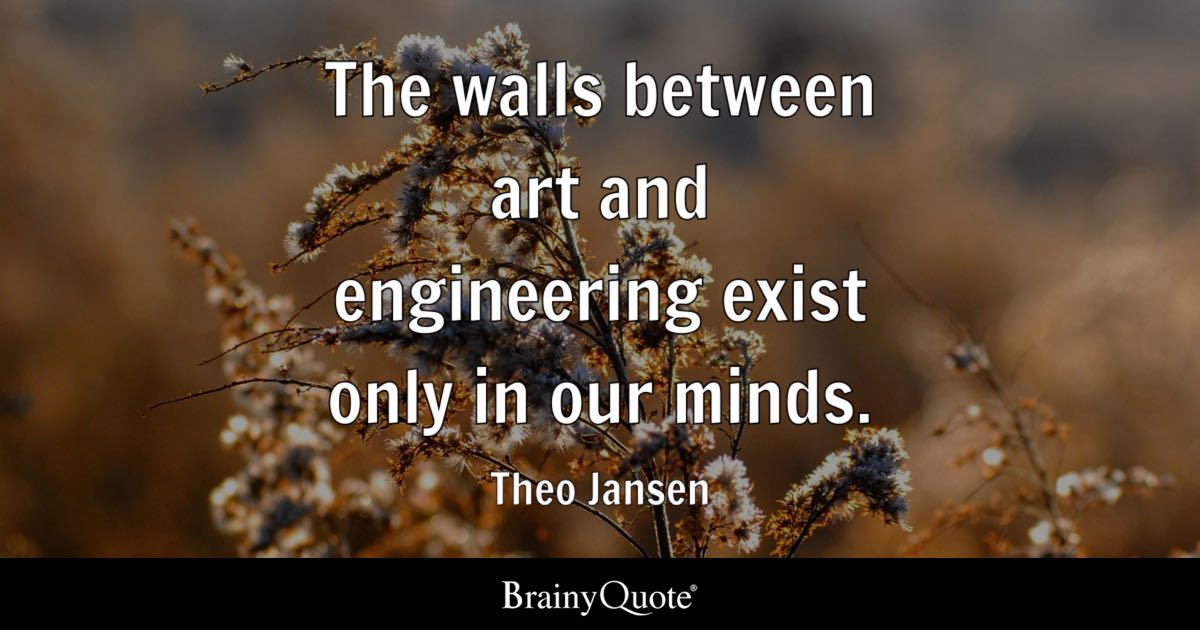 The walls between
art and
engineering exist
only in our minds.
Theo Jansen
BrainyQuote®